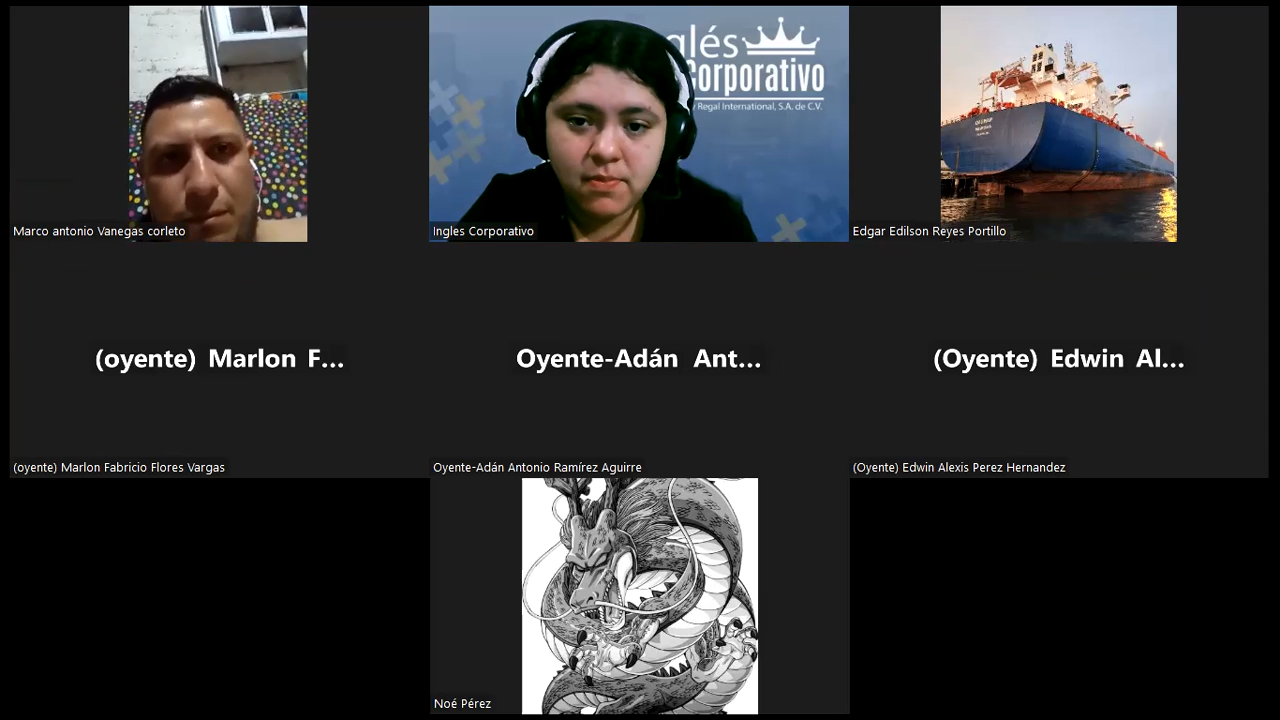 glés
Corporativo
Regal International, S.A. de C.V.
Marco antonio Vanegas corleto
Ingles Corporativo
Edgar Edilson Reyes Portillo
(oyente) Marlon F...
Oyente-Adán Ant...
(Oyente) Edwin Al...
(oyente) Marlon Fabricio Flores Vargas
Oyente-Adán Antonio Ramírez Aguirre
(Oyente) Edwin Alexis Perez Hernandez
Noé Pérez